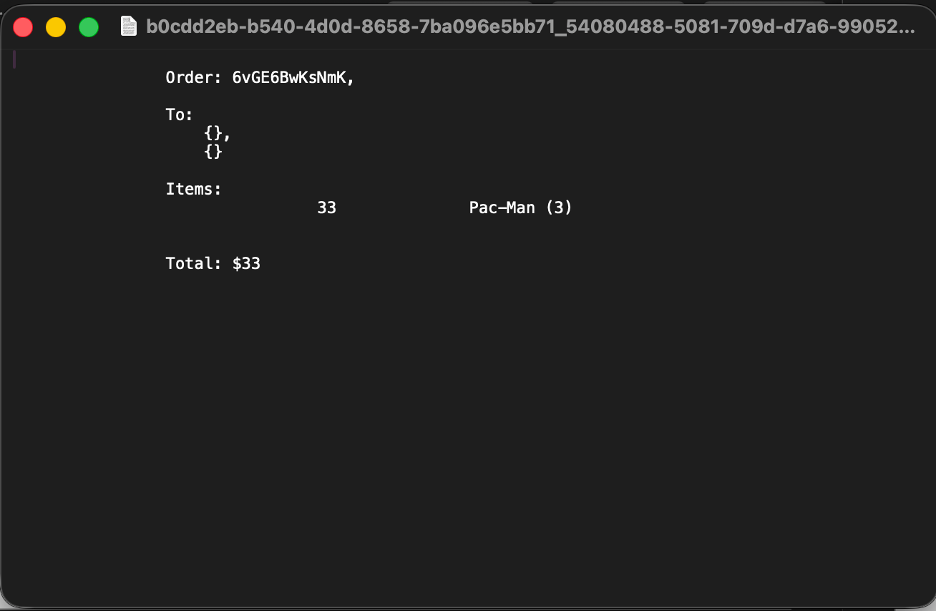 b0cdd2eb-b540-4d0d-8658-7ba096e5bb71_54080488-5081-709d-d7a6-99052...
Order: 6vGE6BwKsNmK,
To:
{},
{}
Items:
33 Pac-Man (3)
Total: $33